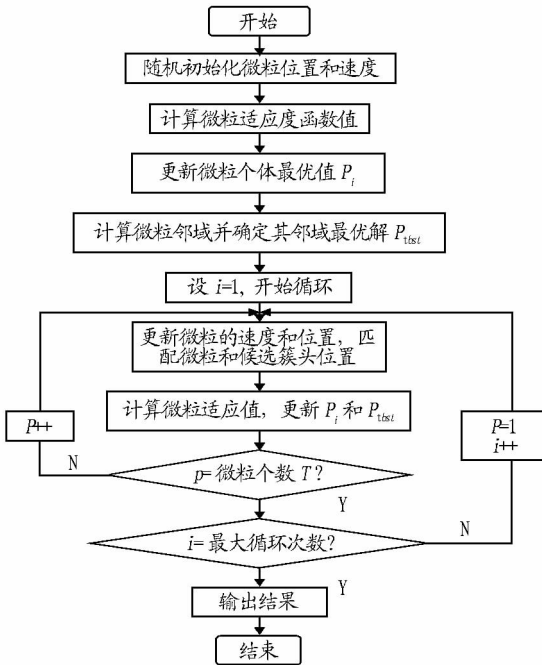 开始
随机初始化微粒位置和速度
计算微粒适应度函数值
更新微粒个体最优值 Pi
计算微粒邻域并确定其邻域最优解 Pibst
设 i=1, 开始循环
更新微粒的速度和位置, 匹
配微粒和候选簇头位置
计算微粒适应值, 更新 Pi 和 Pibst
P++
P=1
i++
N
p=微粒个数 T?
Y
N
i=最大循环次数?
Y
输出结果
结束